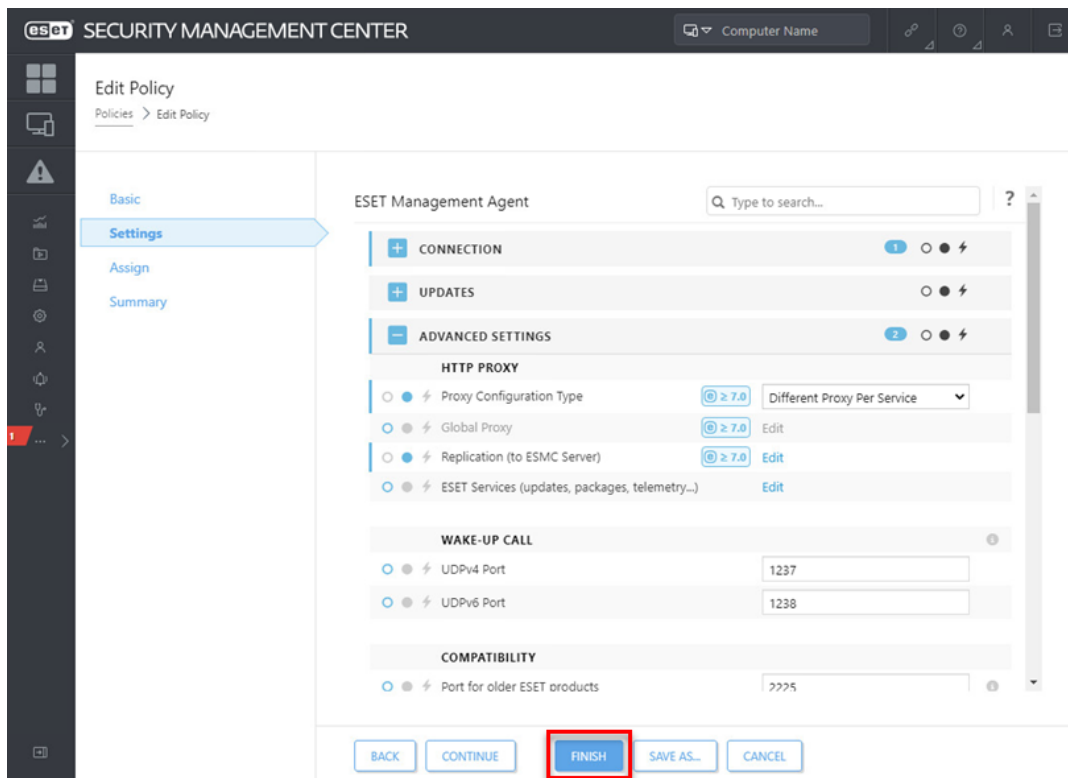 eset SECURITY MANAGEMENT CENTER Computer Name
Edit Policy
Policies > Edit Policy
Basic
Settings
Assign
Summary
ESET Management Agent Type to search... ?
CONNECTION 1
UPDATES
ADVANCED SETTINGS 2
HTTP PROXY
Proxy Configuration Type ≥ 7.0 Different Proxy Per Service
Global Proxy ≥ 7.0 Edit
Replication (to ESMC Server) ≥ 7.0 Edit
ESET Services (updates, packages, telemetry...) Edit
WAKE-UP CALL
UDPv4 Port 1237
UDPv6 Port 1238
COMPATIBILITY
Port for older ESET products 2225
1 ...
BACK CONTINUE FINISH SAVE AS... CANCEL